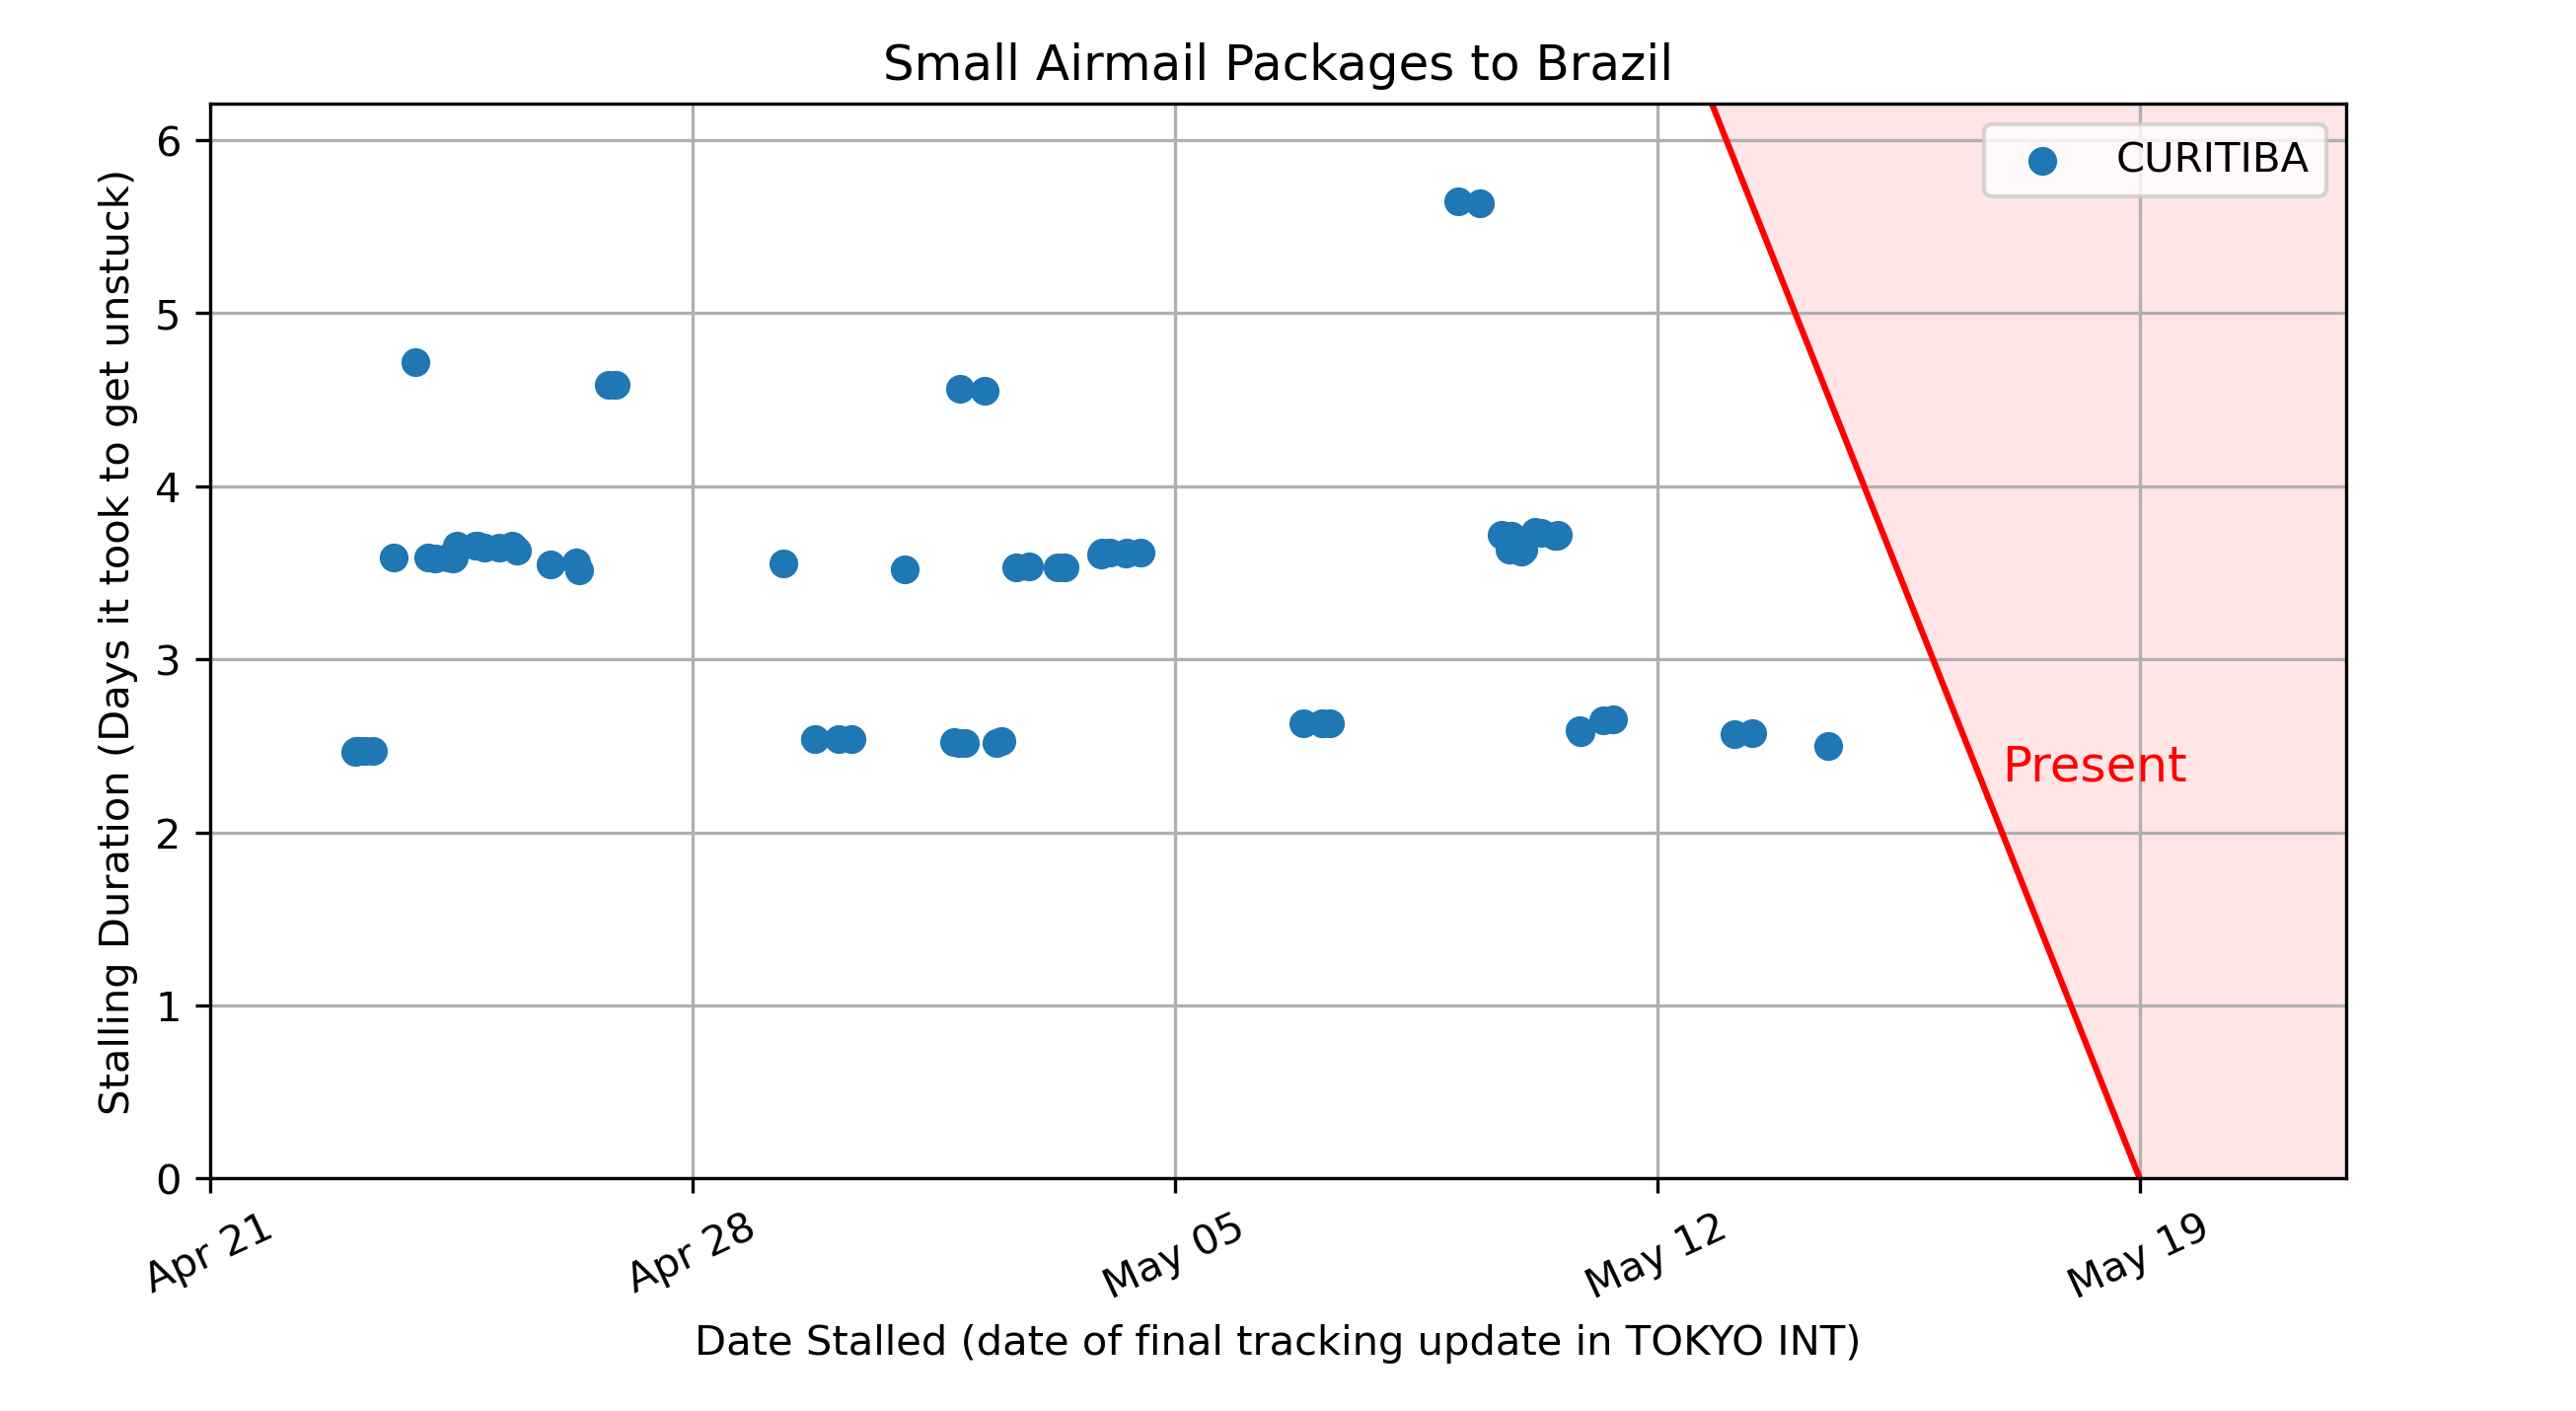 Small Airmail Packages to Brazil
CURITIBA
Stalling Duration (Days it took to get unstuck)
6
5
4
3
2
1
0
Present
Apr 21
Apr 28
May 05
May 12
May 19
Date Stalled (date of final tracking update in TOKYO INT)